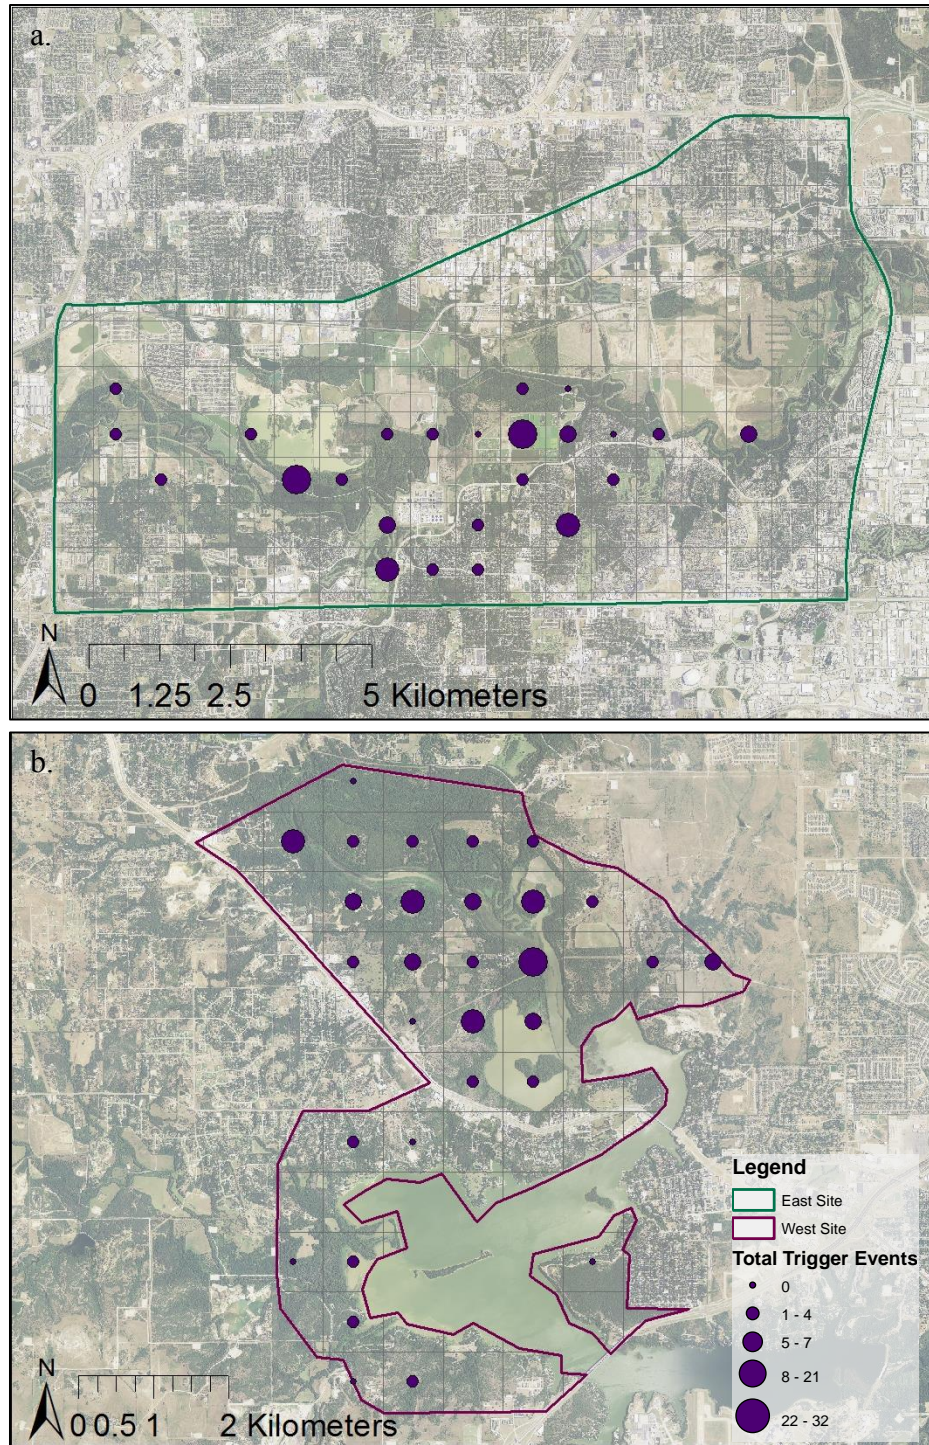 a.
N
0 1.25 2.5 5 Kilometers
b.
Legend
East Site
West Site
Total Trigger Events
0
1 - 4
5 - 7
8 - 21
22 - 32
N
0 0.5 1 2 Kilometers